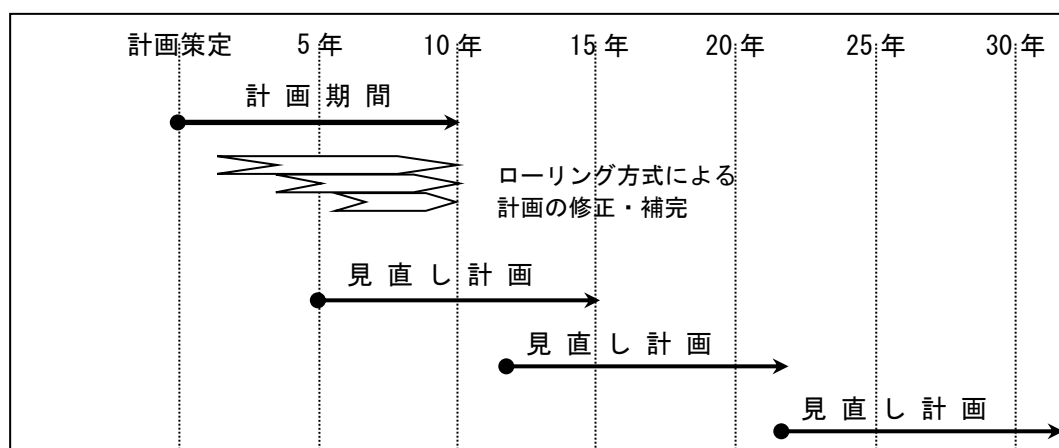 計画策定 5年 10年 15年 20年 25年 30年
計画期間
ローリング方式による
計画の修正・補完
見直し計画
見直し計画
見直し計画